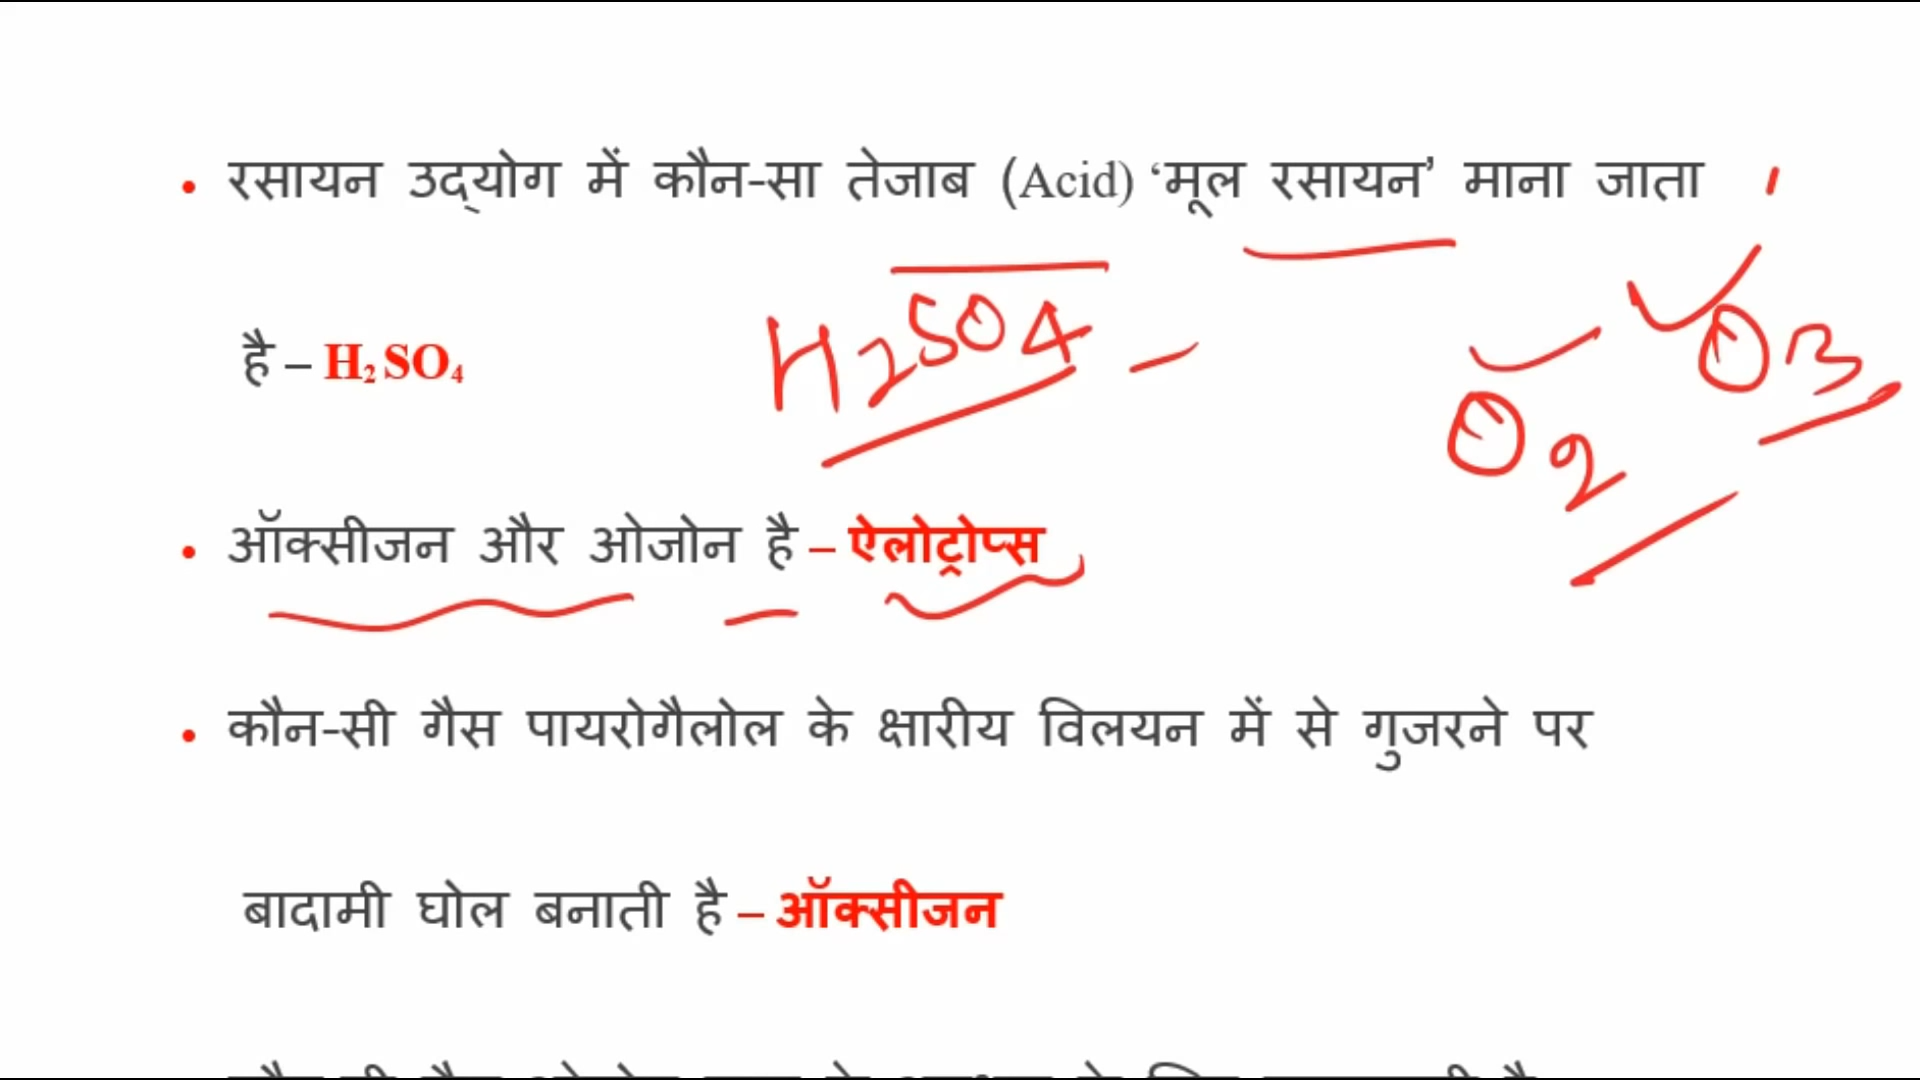 • रसायन उद्योग में कौन-सा तेजाब (Acid) ‘मूल रसायन’ माना जाता
है – H₂SO₄
H2SO4
O3
O2
• ऑक्सीजन और ओजोन है – ऐलोट्रोप्स
• कौन-सी गैस पायरोगैलोल के क्षारीय विलयन में से गुजरने पर
बादामी घोल बनाती है – ऑक्सीजन